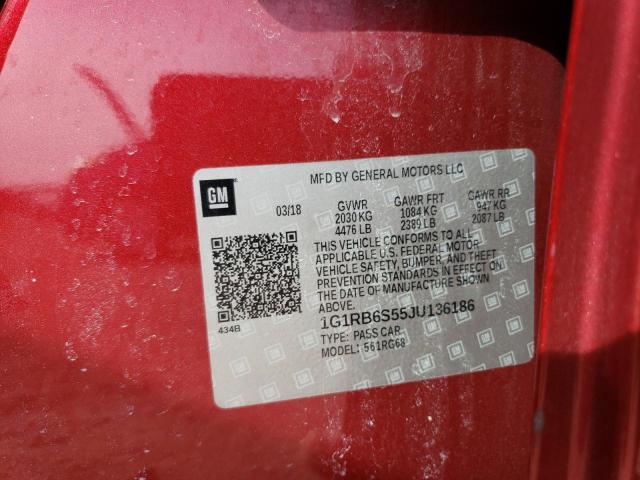 MFD BY GENERAL MOTORS LLC
GM
03/18
GVWR GAWR FRT GAWR RR
2030 KG 1084 KG 947 KG
4476 LB 2389 LB 2087 LB
THIS VEHICLE CONFORMS TO ALL
APPLICABLE U.S. FEDERAL MOTOR
VEHICLE SAFETY, BUMPER, AND THEFT
PREVENTION STANDARDS IN EFFECT ON
THE DATE OF MANUFACTURE SHOWN
ABOVE.
434B
1G1RB6S55JU136186
TYPE: PASS CAR
MODEL: 561RG68